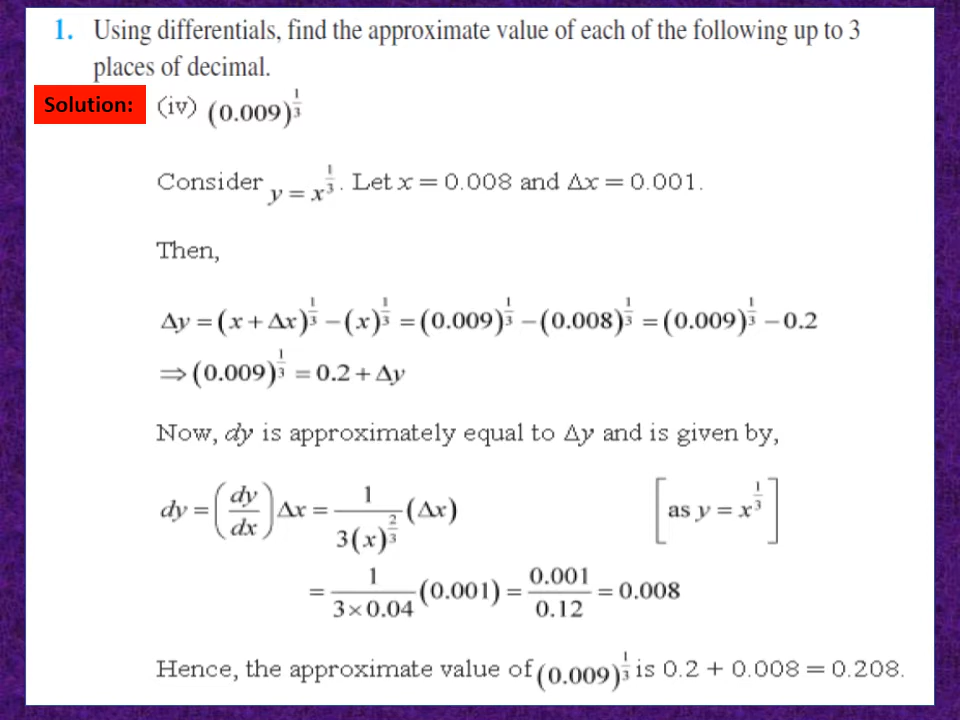 1. Using differentials, find the approximate value of each of the following up to 3
places of decimal.
Solution: (iv) (0.009)^(1/3)
Consider y = x^(1/3). Let x = 0.008 and Δx = 0.001.
Then,
Δy = (x + Δx)^(1/3) − (x)^(1/3) = (0.009)^(1/3) − (0.008)^(1/3) = (0.009)^(1/3) − 0.2
⇒ (0.009)^(1/3) = 0.2 + Δy
Now, dy is approximately equal to Δy and is given by,
dy = (dy/dx) Δx = 1/(3(x)^(2/3)) (Δx) [as y = x^(1/3)]
= 1/(3 × 0.04) (0.001) = 0.001/0.12 = 0.008
Hence, the approximate value of (0.009)^(1/3) is 0.2 + 0.008 = 0.208.